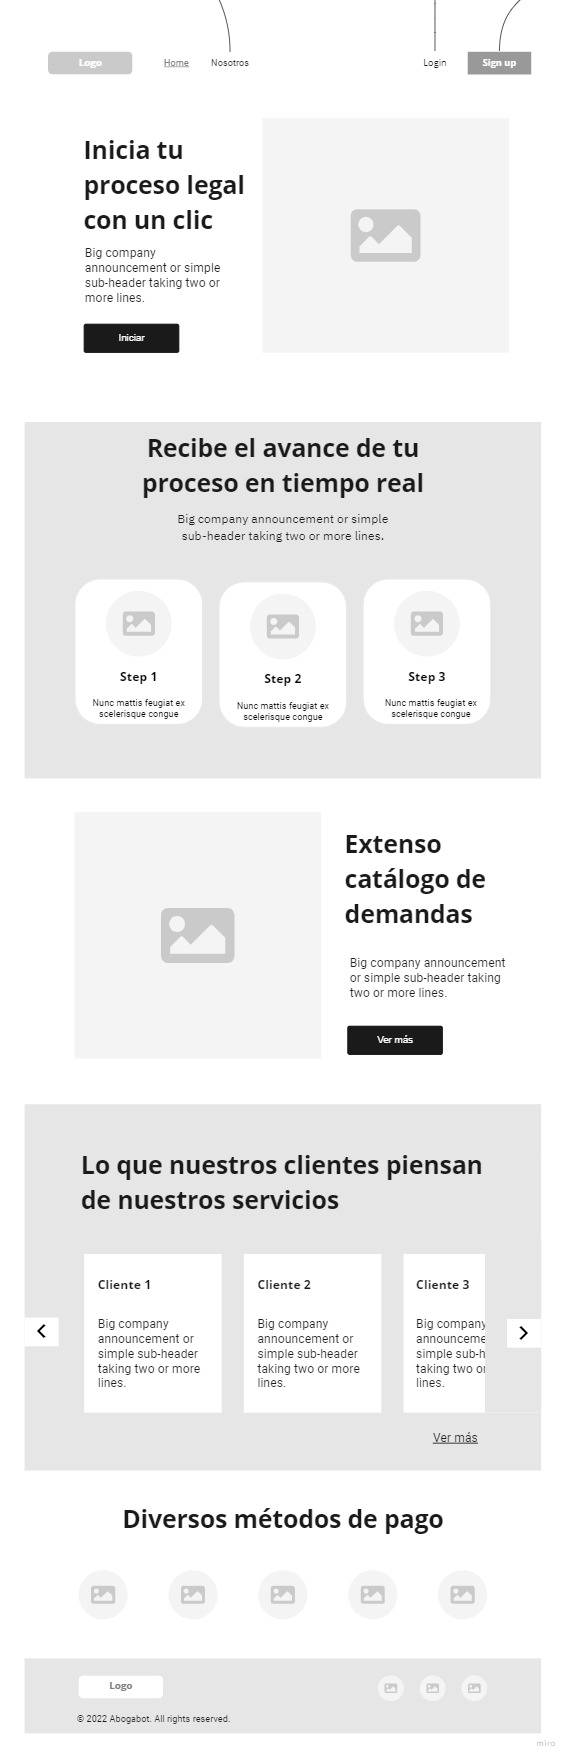 Logo
Home
Nosotros
Login
Sign up
Inicia tu
proceso legal
con un clic
Big company
announcement or simple
sub-header taking two or
more lines.
Iniciar
Recibe el avance de tu
proceso en tiempo real
Big company announcement or simple
sub-header taking two or more lines.
Step 1
Nunc mattis feugiat ex
scelerisque congue
Step 2
Nunc mattis feugiat ex
scelerisque congue
Step 3
Nunc mattis feugiat ex
scelerisque congue
Extenso
catálogo de
demandas
Big company announcement
or simple sub-header taking
two or more lines.
Ver más
Lo que nuestros clientes piensan
de nuestros servicios
Cliente 1
Big company
announcement or
simple sub-header
taking two or more
lines.
Cliente 2
Big company
announcement or
simple sub-header
taking two or more
lines.
Cliente 3
Big company
announceme
simple sub-h
taking two or
lines.
Ver más
Diversos métodos de pago
Logo
© 2022 Abogabot. All rights reserved.
miro